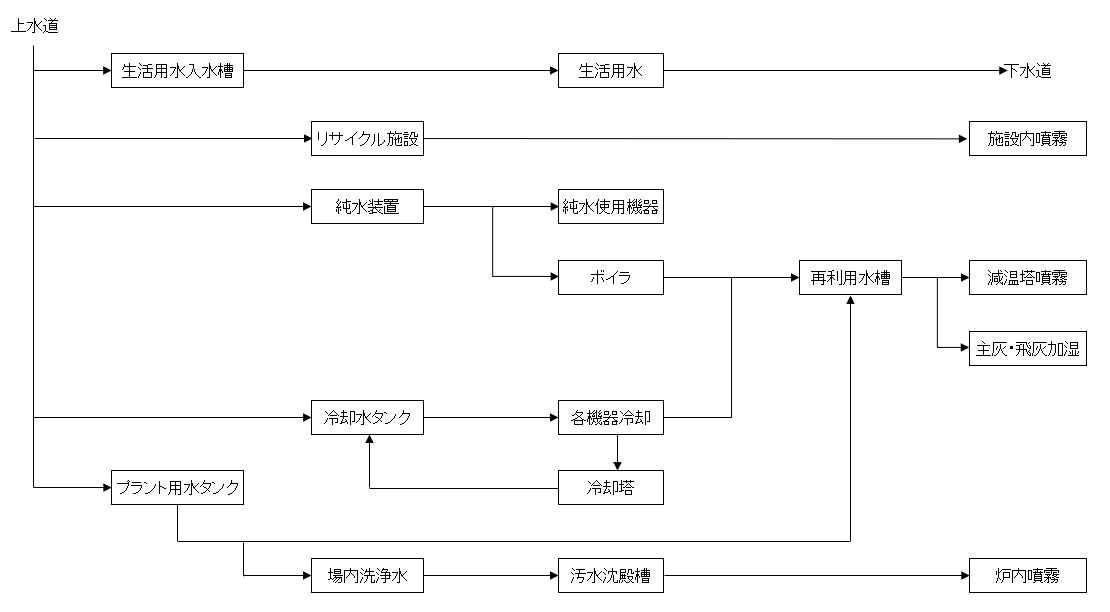 上水道
生活用水入水槽
生活用水
下水道
リサイクル施設
施設内噴霧
純水装置
純水使用機器
ボイラ
再利用水槽
減温塔噴霧
主灰・飛灰加湿
冷却水タンク
各機器冷却
プラント用水タンク
冷却塔
場内洗浄水
汚水沈殿槽
炉内噴霧